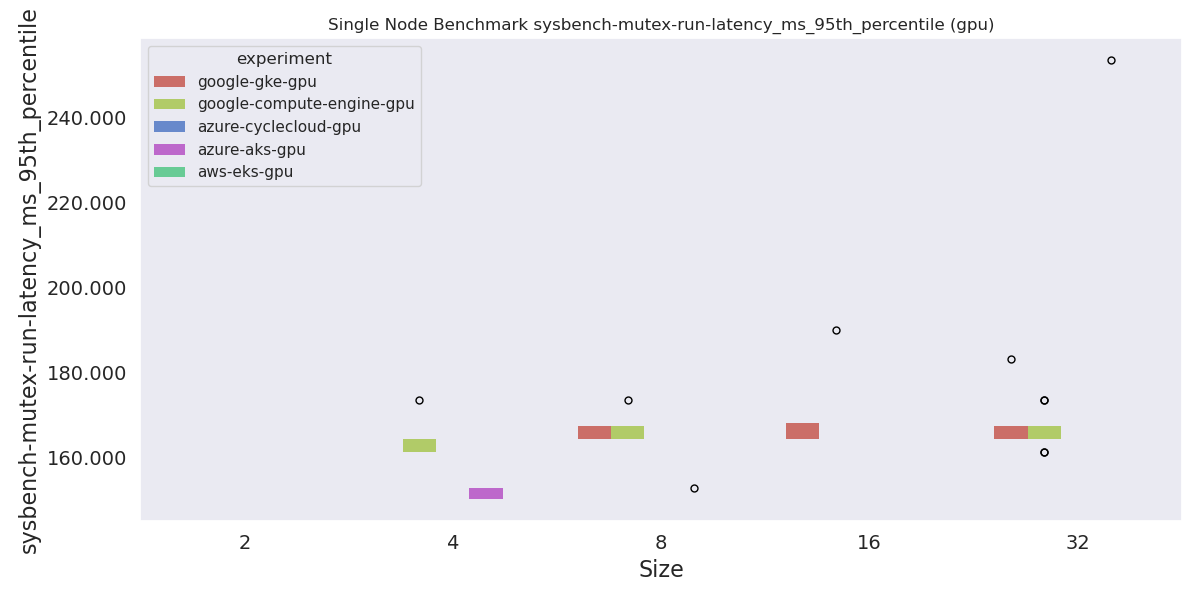 Single Node Benchmark sysbench-mutex-run-latency_ms_95th_percentile (gpu)
sysbench-mutex-run-latency_ms_95th_percentile
240.000
220.000
200.000
180.000
160.000
experiment
google-gke-gpu
google-compute-engine-gpu
azure-cyclecloud-gpu
azure-aks-gpu
aws-eks-gpu
2 4 8 16 32
Size